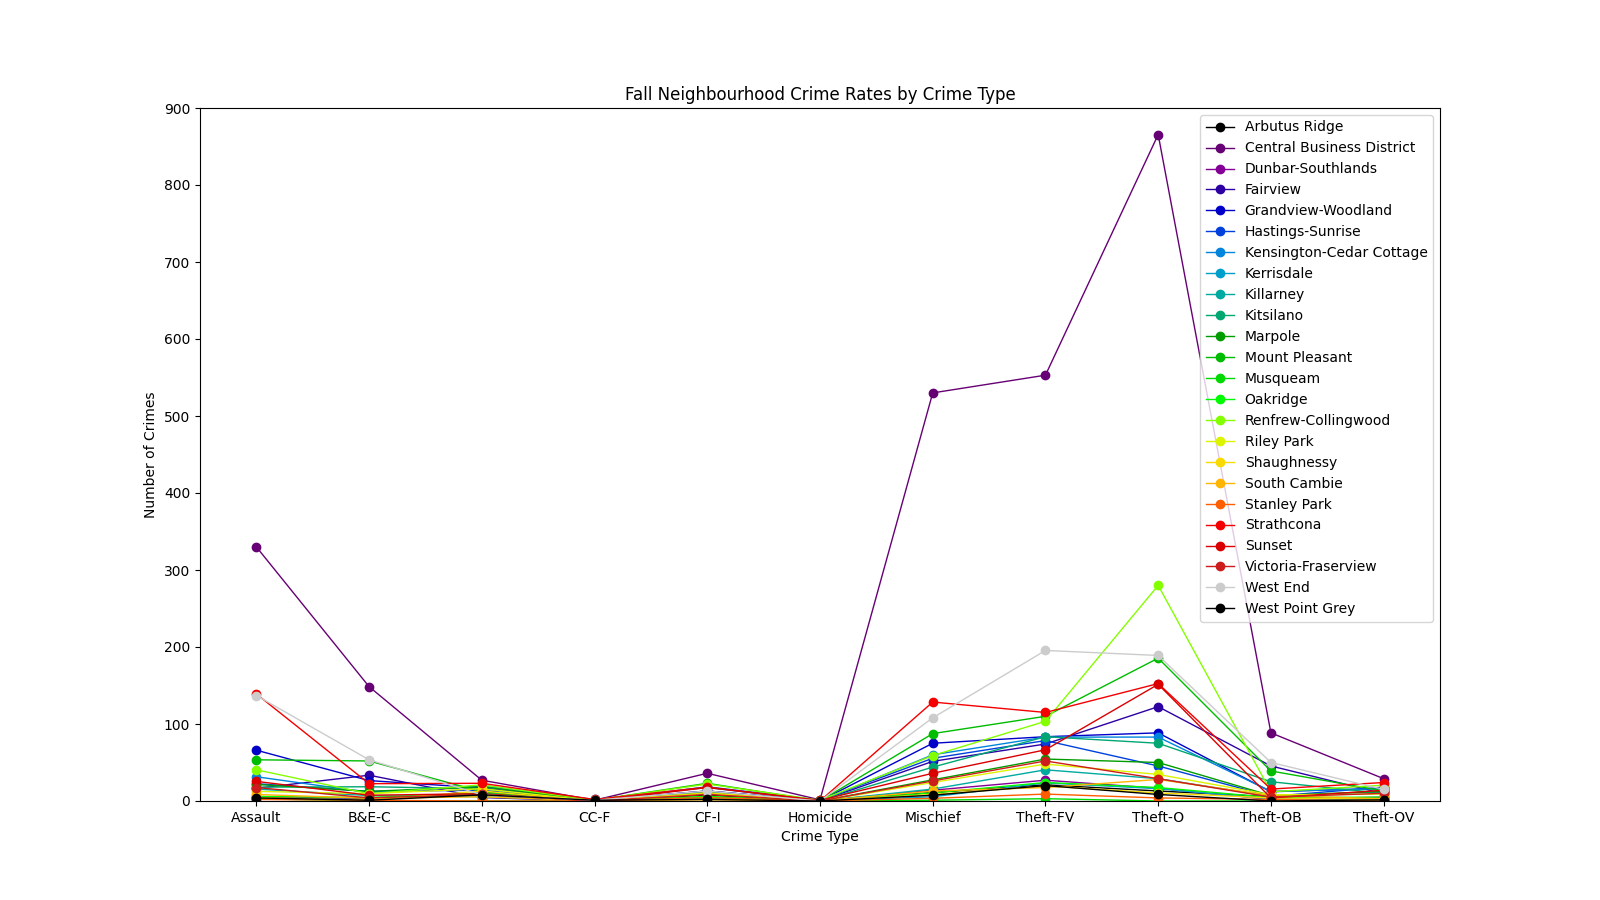 Fall Neighbourhood Crime Rates by Crime Type
900
800
700
600
500
400
300
200
100
0
Number of Crimes
Arbutus Ridge
Central Business District
Dunbar-Southlands
Fairview
Grandview-Woodland
Hastings-Sunrise
Kensington-Cedar Cottage
Kerrisdale
Killarney
Kitsilano
Marpole
Mount Pleasant
Musqueam
Oakridge
Renfrew-Collingwood
Riley Park
Shaughnessy
South Cambie
Stanley Park
Strathcona
Sunset
Victoria-Fraserview
West End
West Point Grey
Assault B&E-C B&E-R/O CC-F CF-I Homicide Mischief Theft-FV Theft-O Theft-OB Theft-OV
Crime Type